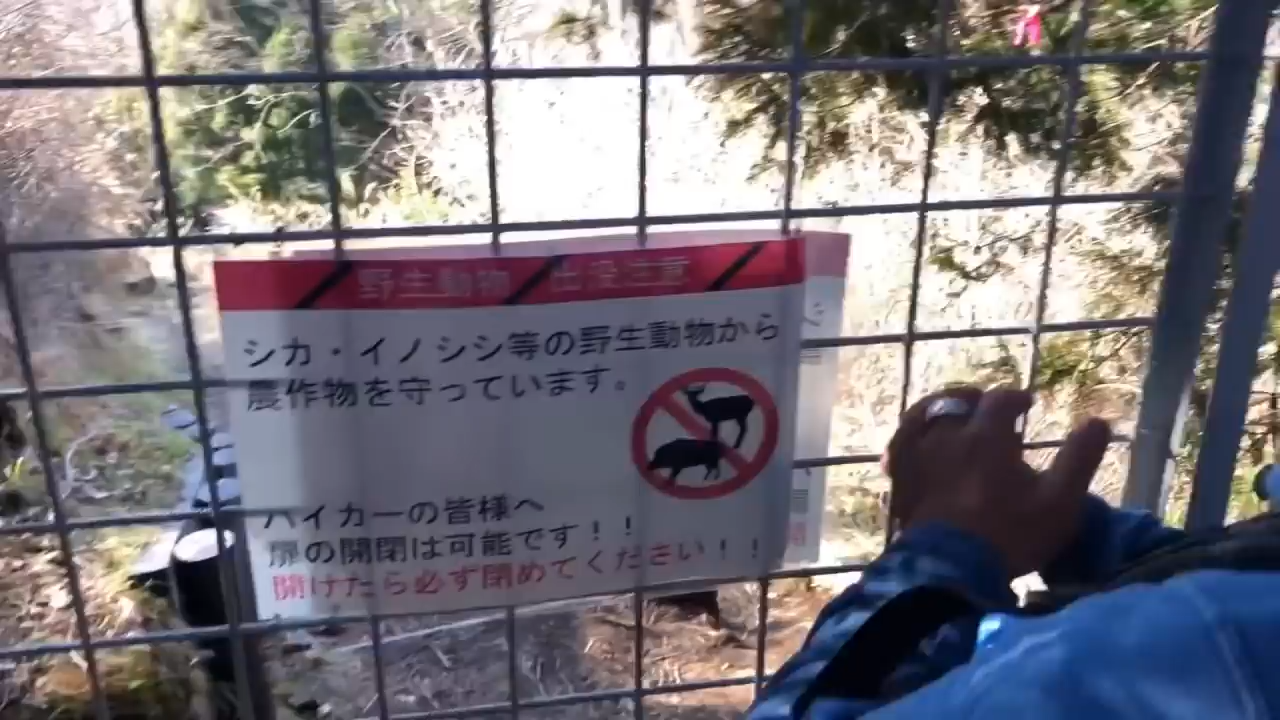 野生動物 出没注意
シカ・イノシシ等の野生動物から
農作物を守っています。
ハイカーの皆様へ
扉の開閉は可能です！！
開けたら必ず閉めてください！！